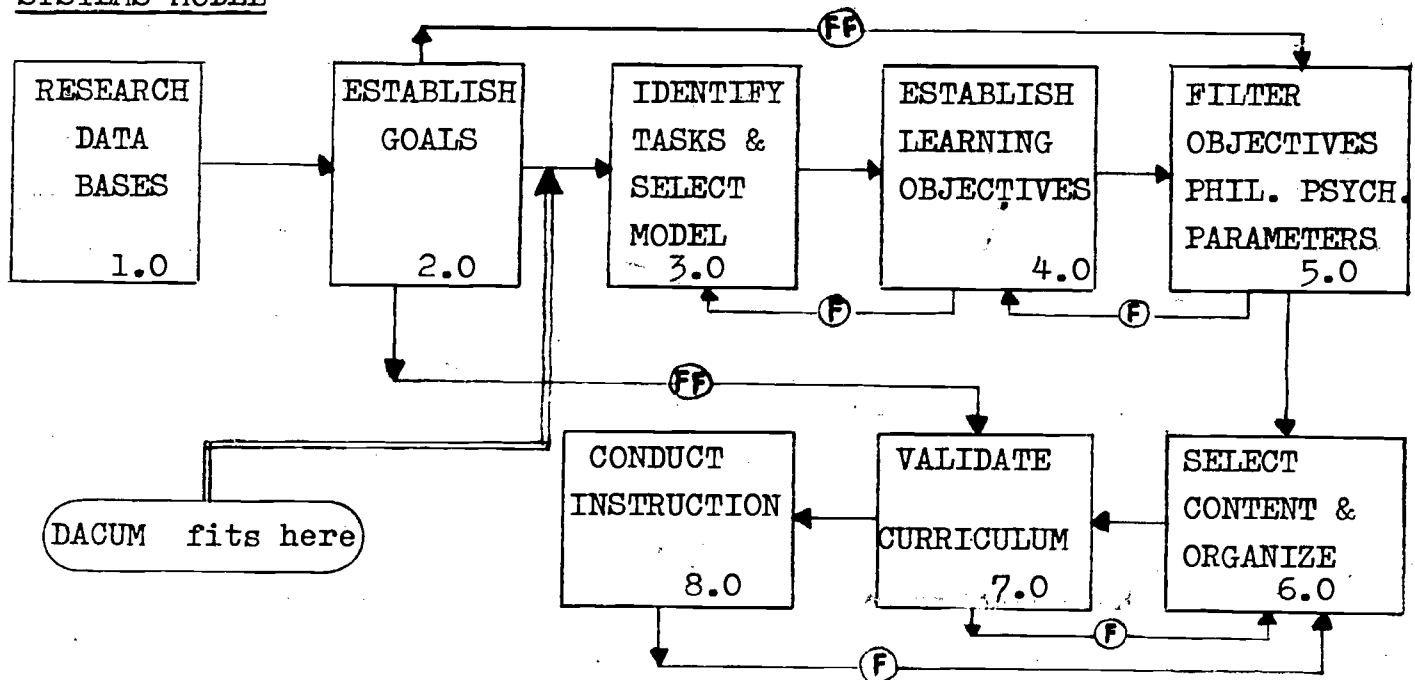 SYSTEMS MODEL
FF
RESEARCH
DATA
BASES
1.0
ESTABLISH
GOALS
2.0
IDENTIFY
TASKS &
SELECT
MODEL
3.0
ESTABLISH
LEARNING
OBJECTIVES
4.0
FILTER
OBJECTIVES
PHIL. PSYCH.
PARAMETERS
5.0
F
F
FF
DACUM fits here
CONDUCT
INSTRUCTION
8.0
VALIDATE
CURRICULUM
7.0
SELECT
CONTENT &
ORGANIZE
6.0
F
F